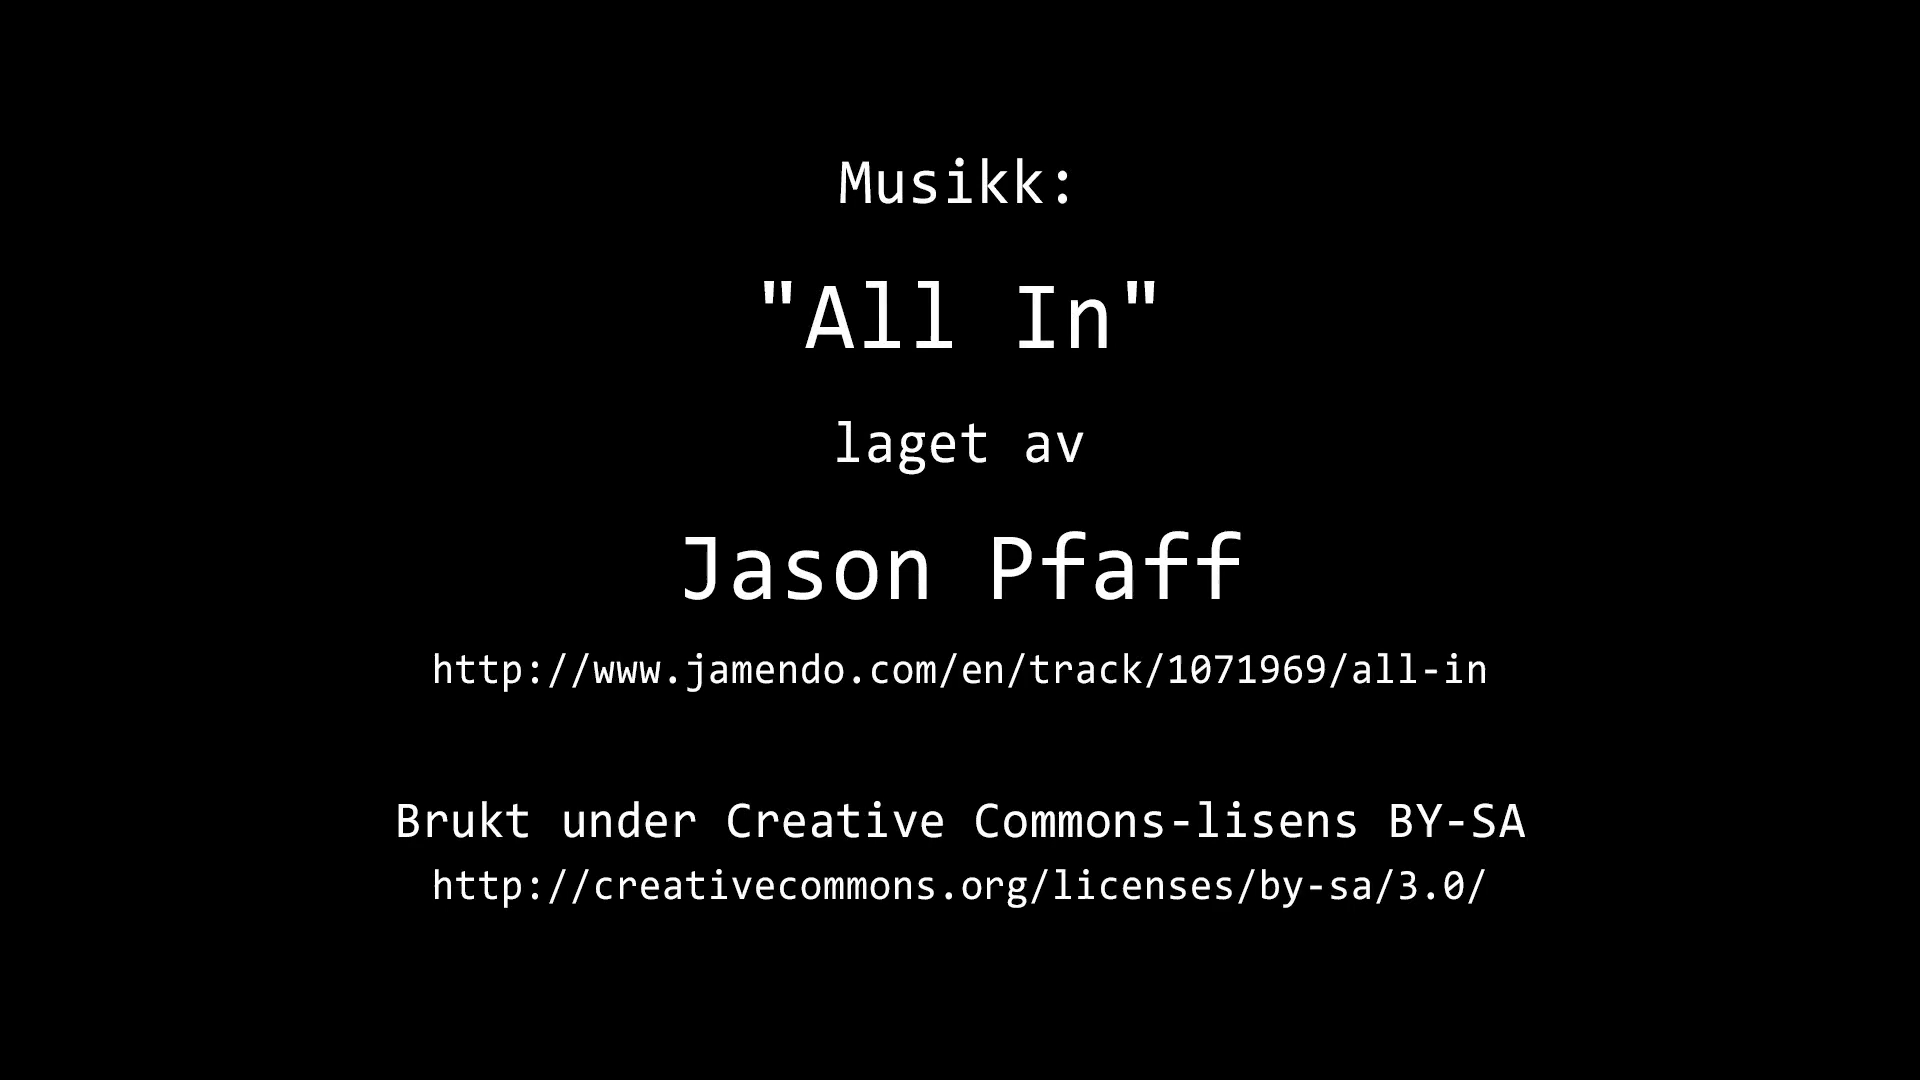 Musikk:
"All In"
laget av
Jason Pfaff
http://www.jamendo.com/en/track/1071969/all-in
Brukt under Creative Commons-lisens BY-SA
http://creativecommons.org/licenses/by-sa/3.0/